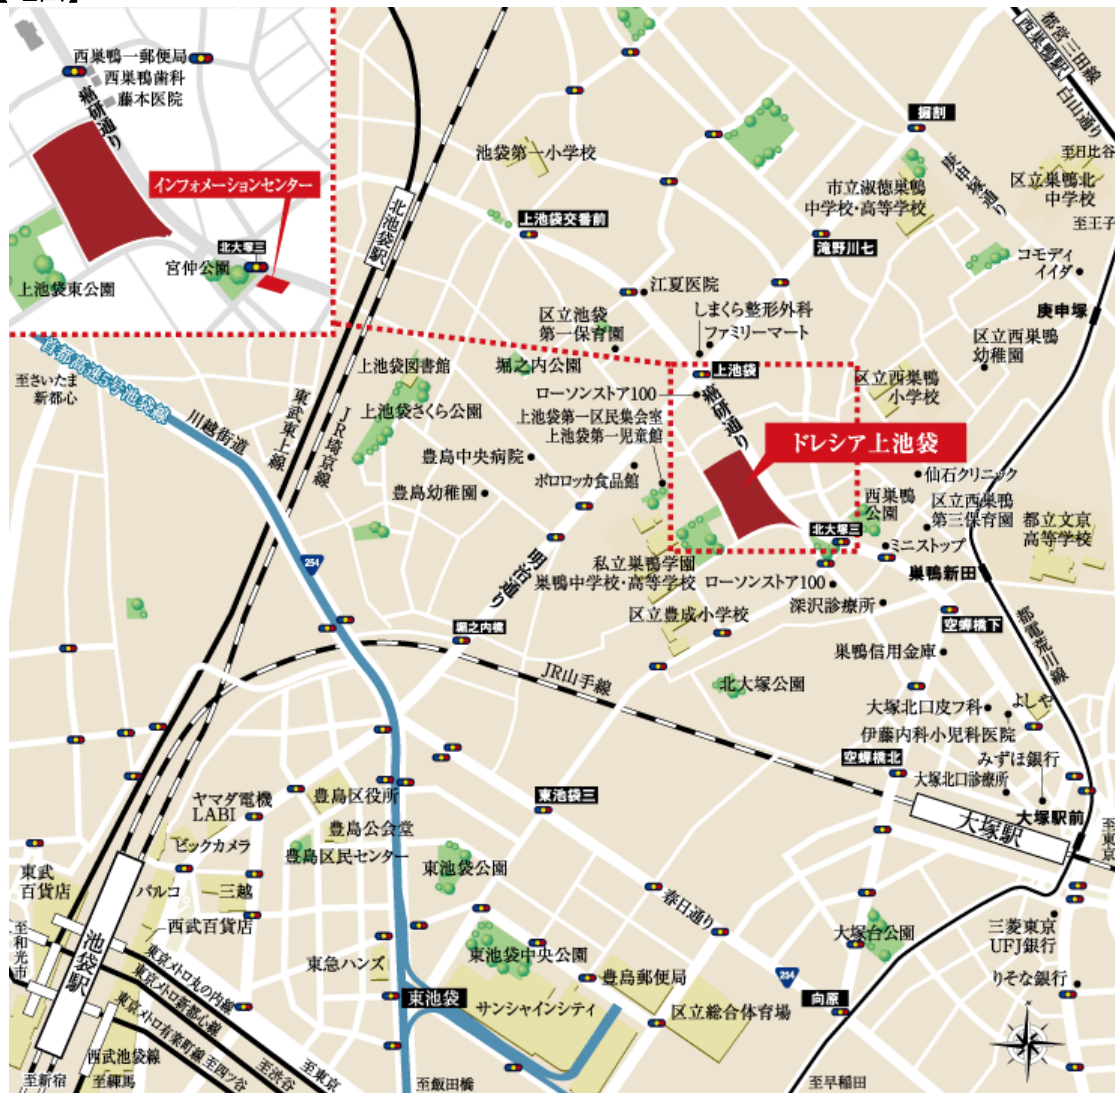 西巣鴨一郵便局
西巣鴨歯科
藤本医院
癌研通り
インフォメーションセンター
北大塚三
宮仲公園
上池袋東公園
都営三田線
西巣鴨駅
白山通り
至日比谷
掘割
庚申塚通り
区立巣鴨北
中学校
至王子
池袋第一小学校
市立淑徳巣鴨
中学校・高等学校
上池袋交番前
滝野川七
北池袋駅
コモディ
イイダ
庚申塚
江夏医院
しまくら整形外科
ファミリーマート
区立池袋
第一保育園
区立西巣鴨
幼稚園
首都高速5号池袋線
至さいたま
新都心
川越街道
東武東上線
JR埼京線
上池袋図書館
堀之内公園
上池袋
区立西巣鴨
小学校
ローソンストア100
上池袋さくら公園
上池袋第一区民集会室
上池袋第一児童館
癌研通り
ドレシア上池袋
豊島中央病院
豊島幼稚園
ポロロッカ食品館
仙石クリニック
西巣鴨
公園
区立西巣鴨
第三保育園
都立文京
高等学校
北大塚三
ミニストップ
254
明治通り
私立巣鴨学園
巣鴨中学校・高等学校
ローソンストア100
巣鴨新田
深沢診療所
区立豊成小学校
空蝉橋下
都電荒川線
堀之内橋
巣鴨信用金庫
JR山手線
北大塚公園
大塚北口皮フ科
よしや
伊藤内科小児科医院
空蝉橋北
みずほ銀行
大塚北口診療所
大塚駅前
大塚駅
至東京
ヤマダ電機
LABI
豊島区役所
東池袋三
豊島公会堂
ビックカメラ
豊島区民センター
東池袋公園
東武
百貨店
パルコ
三越
西武百貨店
春日通り
大塚台公園
三菱東京
UFJ銀行
至和光市
池袋駅
東京メトロ丸の内線
東京メトロ新都心線
東京メトロ有楽町線
至四ツ谷
東急ハンズ
東池袋中央公園
豊島郵便局
254
りそな銀行
東池袋
サンシャインシティ
区立総合体育場
向原
西武池袋線
至新宿
至練馬
至渋谷
至東京
至飯田橋
至早稲田